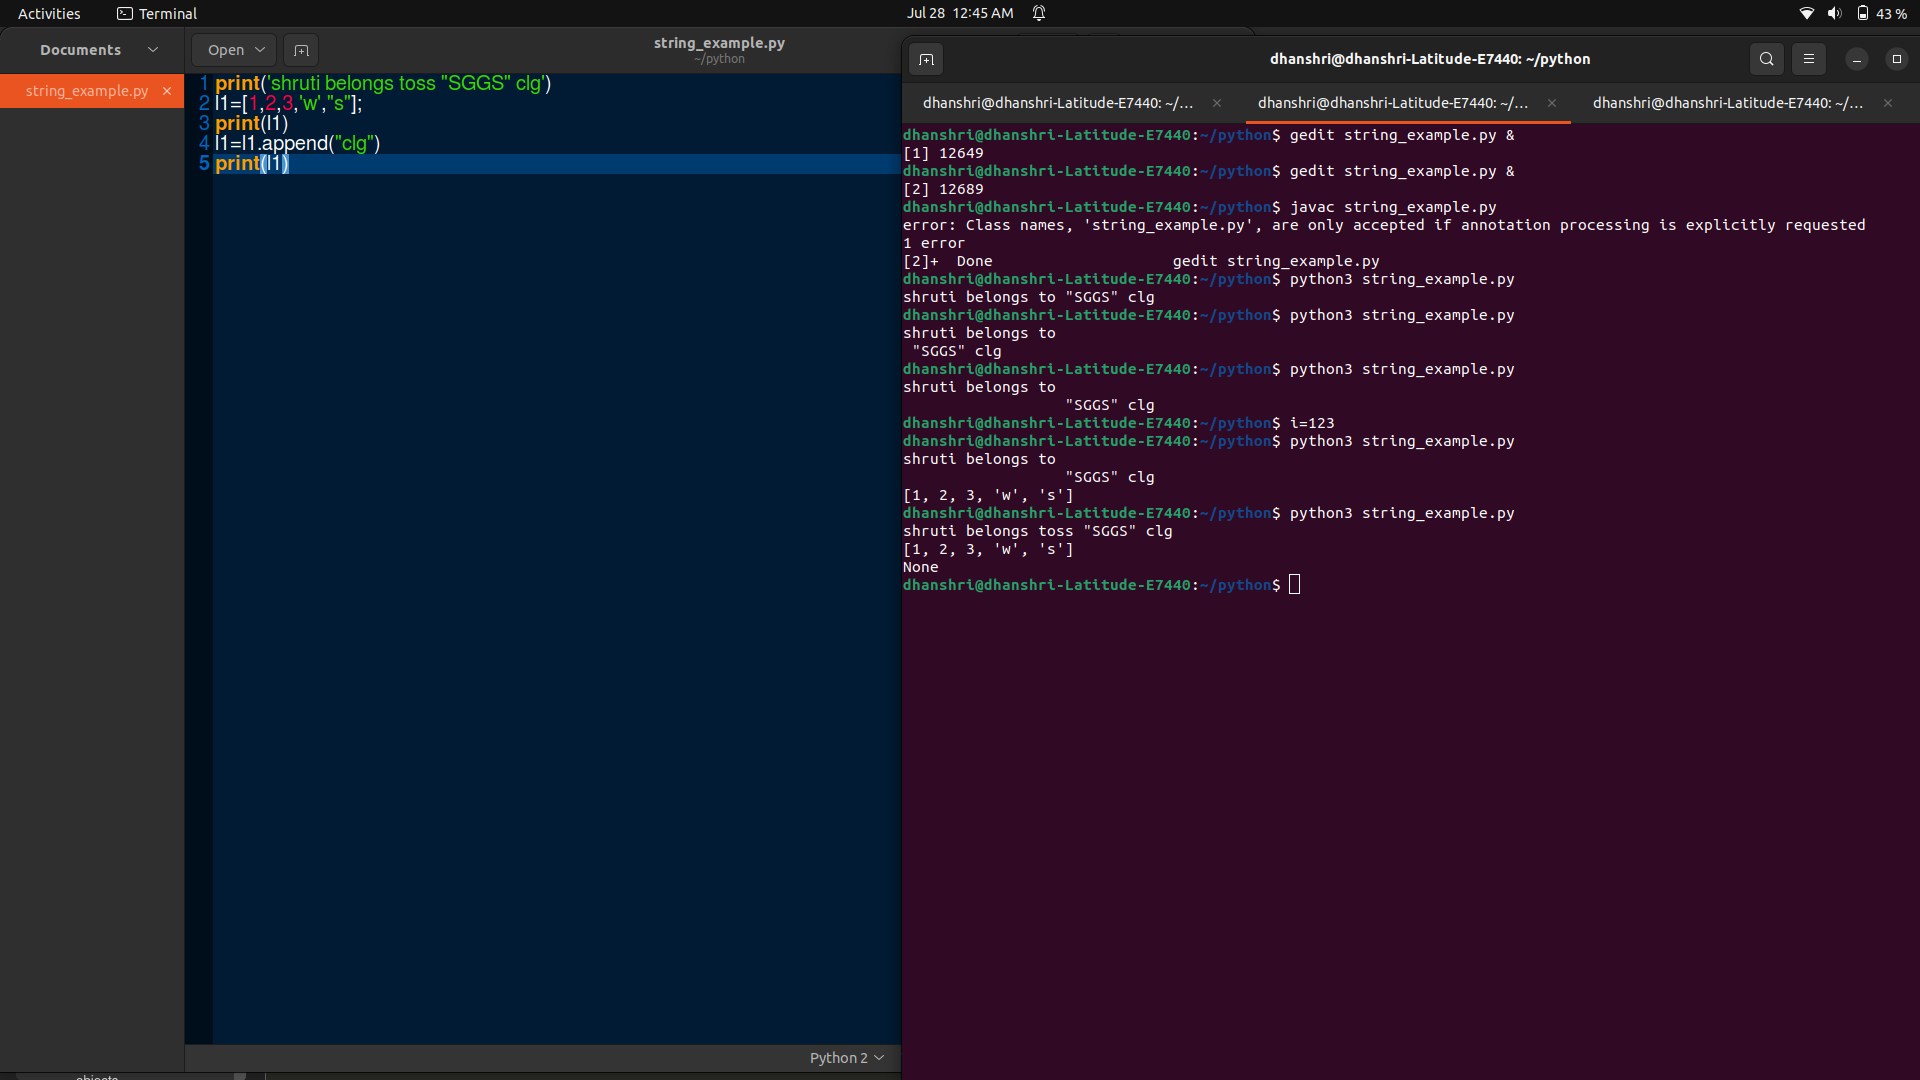 Activities Terminal Jul 28 12:45 AM 43 %
Documents Open string_example.py
~/python
string_example.py ×
1 print('shruti belongs toss "SGGS" clg')
2 l1=[1,2,3,'w',"s"];
3 print(l1)
4 l1=l1.append("clg")
5 print(l1)
Python 2
dhanshri@dhanshri-Latitude-E7440: ~/python
dhanshri@dhanshri-Latitude-E7440: ~/... × dhanshri@dhanshri-Latitude-E7440: ~/... × dhanshri@dhanshri-Latitude-E7440: ~/... ×
dhanshri@dhanshri-Latitude-E7440:~/python$ gedit string_example.py &
[1] 12649
dhanshri@dhanshri-Latitude-E7440:~/python$ gedit string_example.py &
[2] 12689
dhanshri@dhanshri-Latitude-E7440:~/python$ javac string_example.py
error: Class names, 'string_example.py', are only accepted if annotation processing is explicitly requested
1 error
[2]+  Done                    gedit string_example.py
dhanshri@dhanshri-Latitude-E7440:~/python$ python3 string_example.py
shruti belongs to "SGGS" clg
dhanshri@dhanshri-Latitude-E7440:~/python$ python3 string_example.py
shruti belongs to
 "SGGS" clg
dhanshri@dhanshri-Latitude-E7440:~/python$ python3 string_example.py
shruti belongs to
                  "SGGS" clg
dhanshri@dhanshri-Latitude-E7440:~/python$ i=123
dhanshri@dhanshri-Latitude-E7440:~/python$ python3 string_example.py
shruti belongs to
                  "SGGS" clg
[1, 2, 3, 'w', 's']
dhanshri@dhanshri-Latitude-E7440:~/python$ python3 string_example.py
shruti belongs toss "SGGS" clg
[1, 2, 3, 'w', 's']
None
dhanshri@dhanshri-Latitude-E7440:~/python$